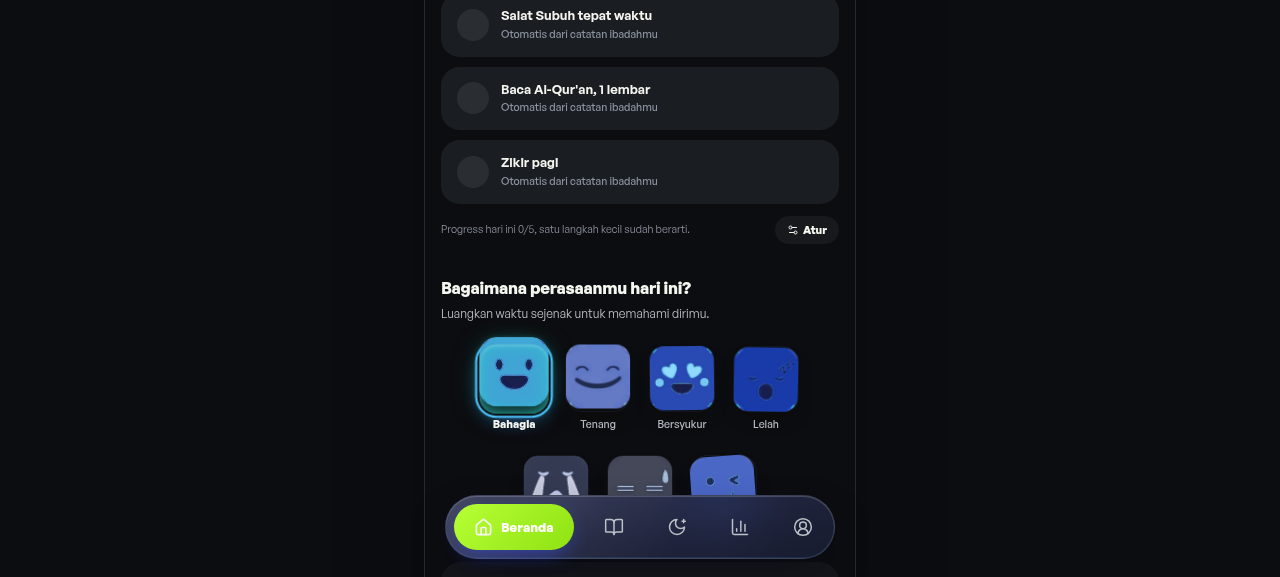 Salat Subuh tepat waktu
Otomatis dari catatan ibadahmu
Baca Al-Qur'an, 1 lembar
Otomatis dari catatan ibadahmu
Zikir pagi
Otomatis dari catatan ibadahmu
Progress hari ini 0/5, satu langkah kecil sudah berarti.
Atur
Bagaimana perasaanmu hari ini?
Luangkan waktu sejenak untuk memahami dirimu.
Bahagia
Tenang
Bersyukur
Lelah
Beranda